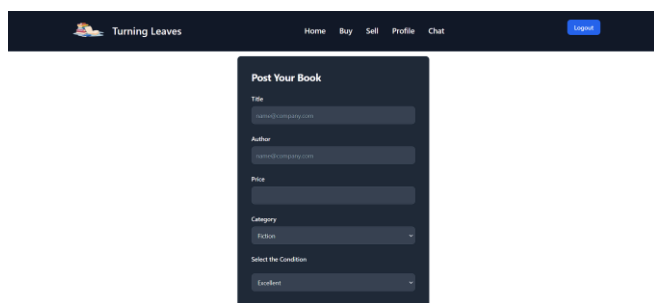 Turning Leaves
Home Buy Sell Profile Chat
Logout
Post Your Book
Title
name@company.com
Author
name@company.com
Price
Category
Fiction
Select the Condition
Excellent